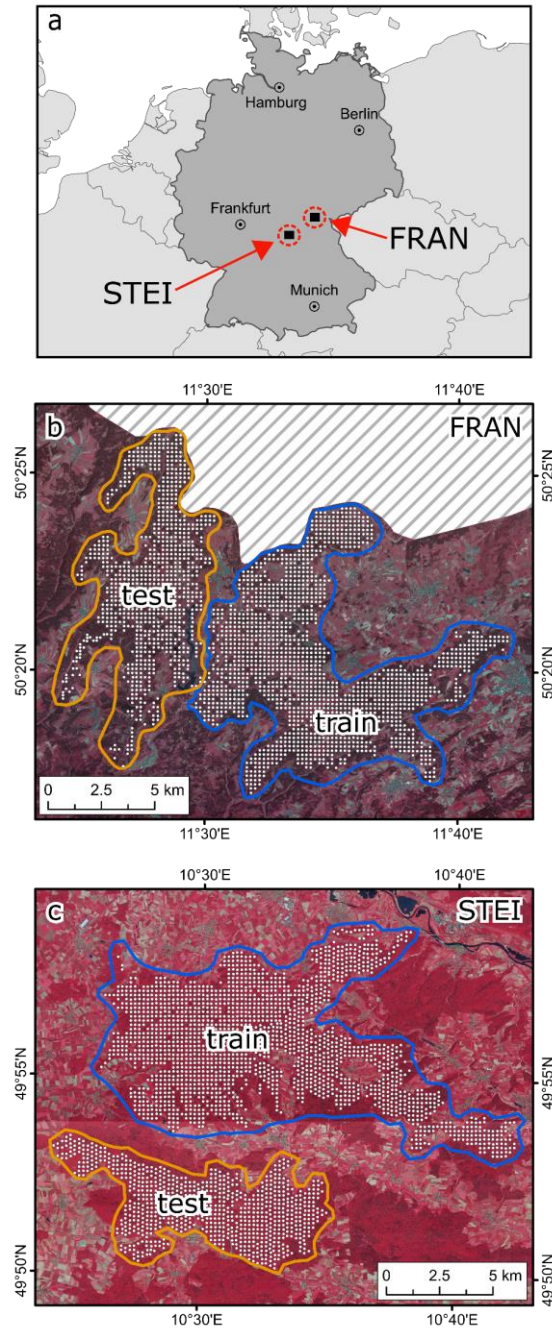 a
Hamburg
Berlin
Frankfurt
FRAN
STEI
Munich
11°30'E 11°40'E
b FRAN
50°25'N 50°25'N
test
50°20'N 50°20'N
train
0 2.5 5 km
11°30'E 11°40'E
10°30'E 10°40'E
c STEI
train
49°55'N 49°55'N
test
49°50'N 49°50'N
0 2.5 5 km
10°30'E 10°40'E